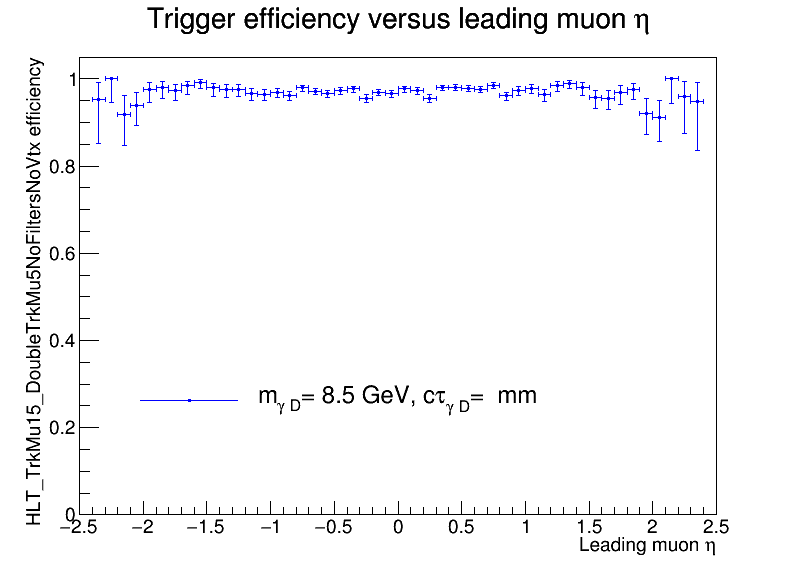 Trigger efficiency versus leading muon η
HLT_TrkMu15_DoubleTrkMu5NoFiltersNoVtx efficiency
1
0.8
0.6
0.4
0.2
0
m_γ D= 8.5 GeV, cτ_γ D=  mm
−2.5 −2 −1.5 −1 −0.5 0 0.5 1 1.5 2 2.5
Leading muon η